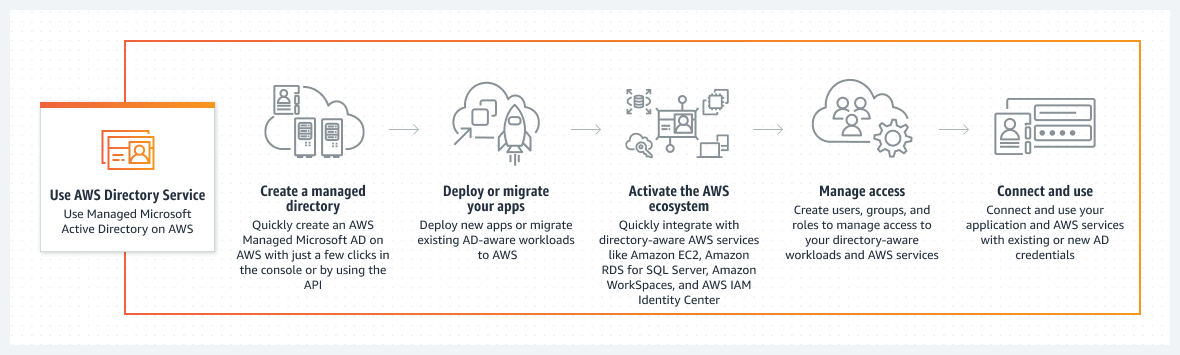 Use AWS Directory Service
Use Managed Microsoft
Active Directory on AWS
Create a managed
directory
Quickly create an AWS
Managed Microsoft AD on
AWS with just a few clicks in
the console or by using the
API
Deploy or migrate
your apps
Deploy new apps or migrate
existing AD-aware workloads
to AWS
Activate the AWS
ecosystem
Quickly integrate with
directory-aware AWS services
like Amazon EC2, Amazon
RDS for SQL Server, Amazon
WorkSpaces, and AWS IAM
Identity Center
Manage access
Create users, groups, and
roles to manage access to
your directory-aware
workloads and AWS services
Connect and use
Connect and use your
application and AWS services
with existing or new AD
credentials